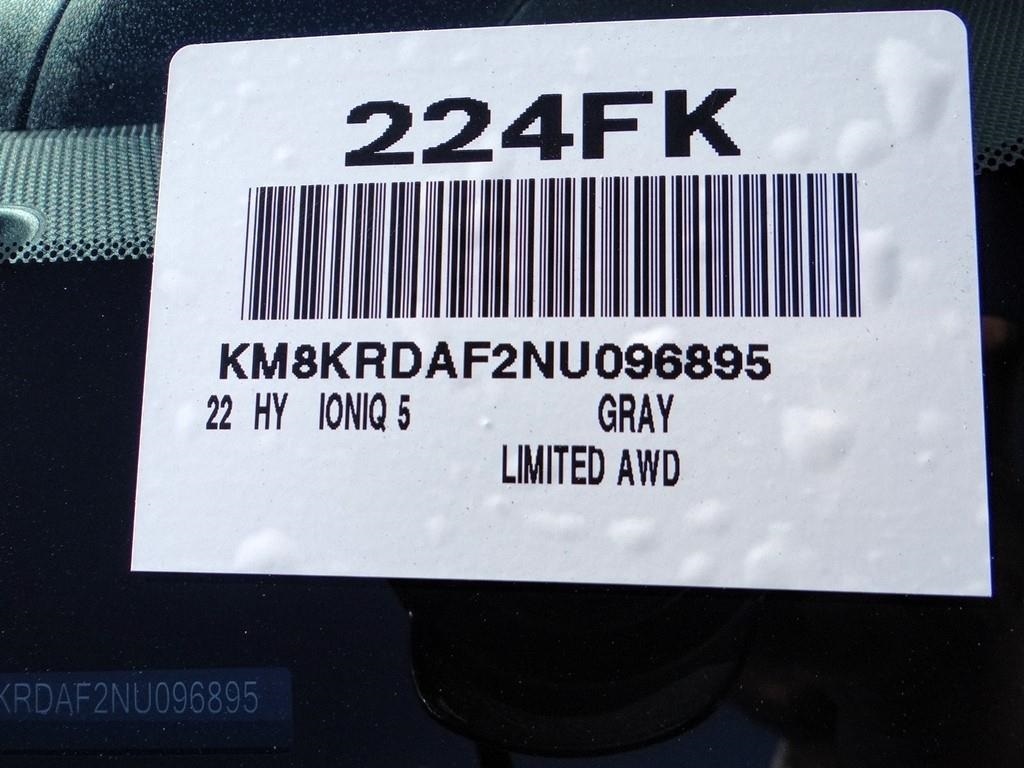 224FK
KM8KRDAF2NU096895
22 HY IONIQ 5 GRAY
LIMITED AWD
KRDAF2NU096895